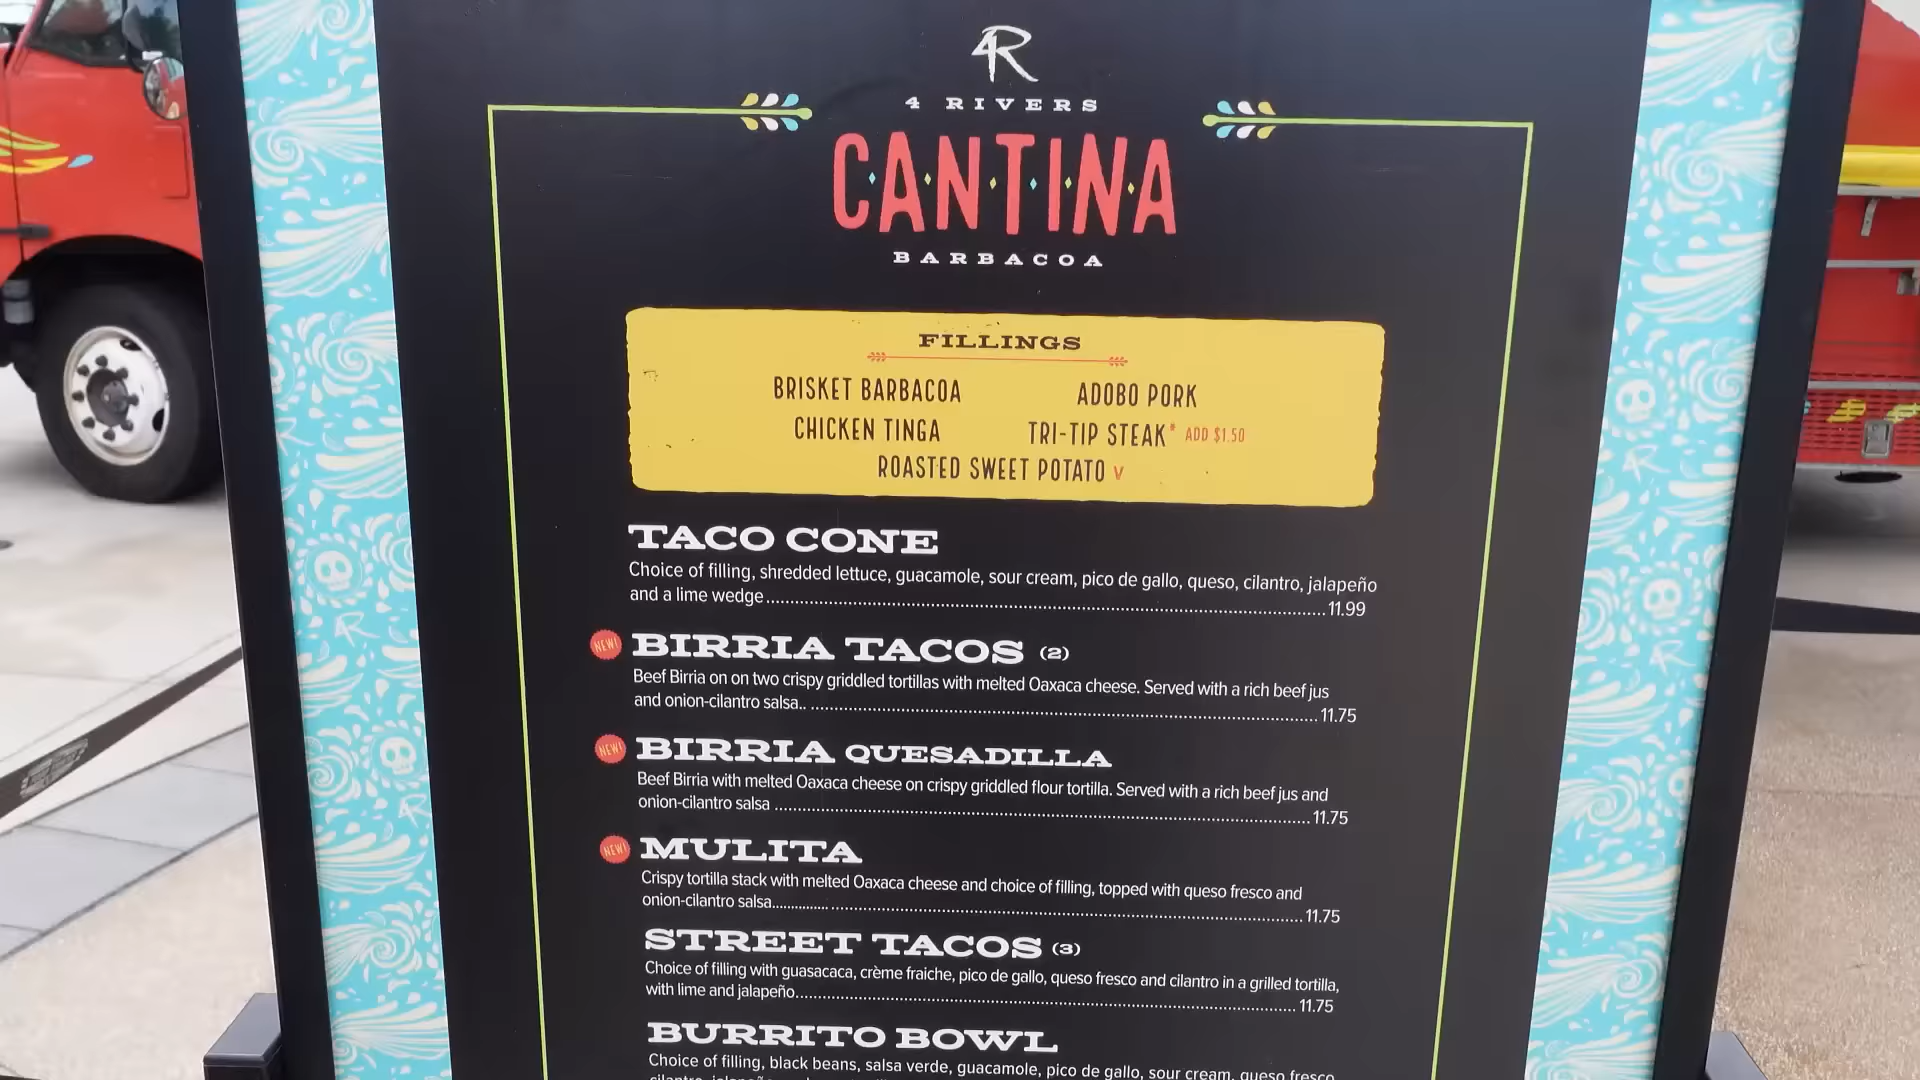 4R
4 RIVERS
CANTINA
BARBACOA
FILLINGS
BRISKET BARBACOA ADOBO PORK
CHICKEN TINGA TRI-TIP STEAK* ADD $1.50
ROASTED SWEET POTATO V
TACO CONE
Choice of filling, shredded lettuce, guacamole, sour cream, pico de gallo, queso, cilantro, jalapeño
and a lime wedge 11.99
NEW! BIRRIA TACOS (2)
Beef Birria on on two crispy griddled tortillas with melted Oaxaca cheese. Served with a rich beef jus
and onion-cilantro salsa.. 11.75
NEW! BIRRIA QUESADILLA
Beef Birria with melted Oaxaca cheese on crispy griddled flour tortilla. Served with a rich beef jus and
onion-cilantro salsa 11.75
NEW! MULITA
Crispy tortilla stack with melted Oaxaca cheese and choice of filling, topped with queso fresco and
onion-cilantro salsa 11.75
STREET TACOS (3)
Choice of filling with guasacaca, crème fraiche, pico de gallo, queso fresco and cilantro in a grilled tortilla,
with lime and jalapeño 11.75
BURRITO BOWL
Choice of filling, black beans, salsa verde, guacamole, pico de gallo, sour cream, queso fresco